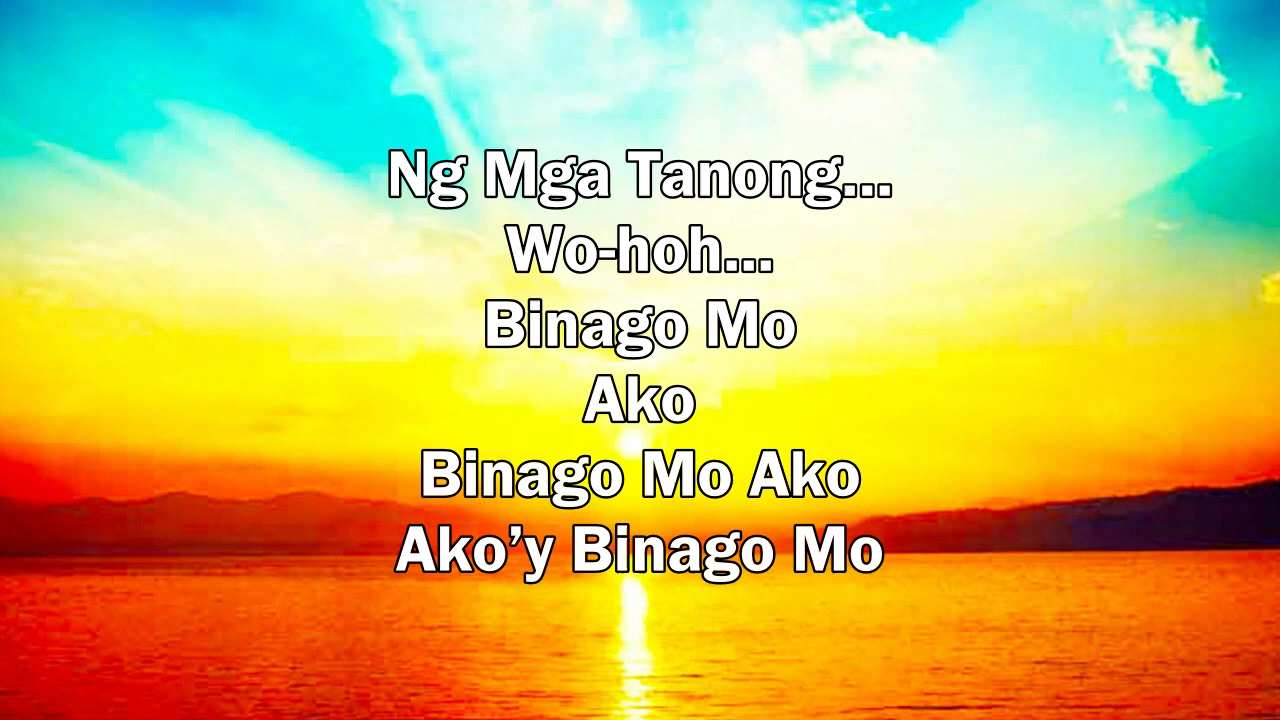 Ng Mga Tanong...
Wo-hoh...
Binago Mo
Ako
Binago Mo Ako
Ako’y Binago Mo